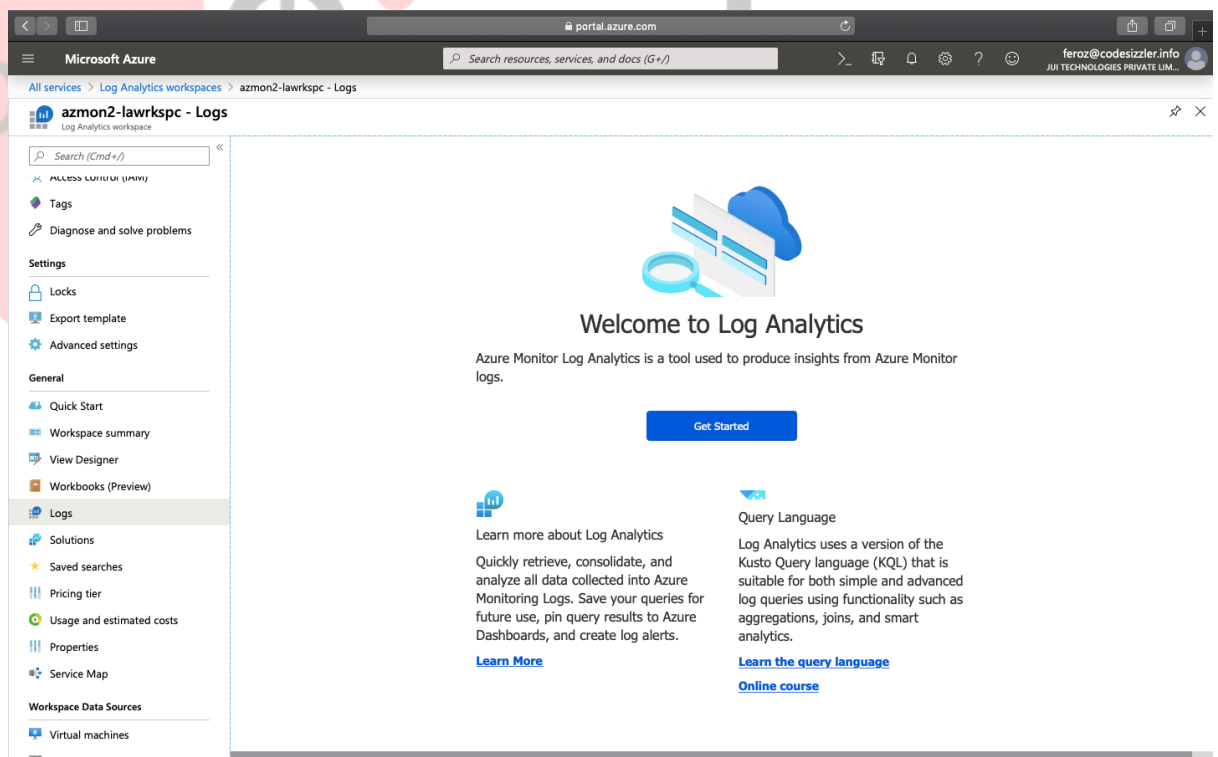 portal.azure.com
Microsoft Azure
Search resources, services, and docs (G+/)
feroz@codesizzler.info
JIJI TECHNOLOGIES PRIVATE LIM...
All services > Log Analytics workspaces > azmon2-lawrkspc - Logs
azmon2-lawrkspc - Logs
Log Analytics workspace
Search (Cmd+/)
Access control (IAM)
Tags
Diagnose and solve problems
Settings
Locks
Export template
Advanced settings
General
Quick Start
Workspace summary
View Designer
Workbooks (Preview)
Logs
Solutions
Saved searches
Pricing tier
Usage and estimated costs
Properties
Service Map
Workspace Data Sources
Virtual machines
Welcome to Log Analytics
Azure Monitor Log Analytics is a tool used to produce insights from Azure Monitor
logs.
Get Started
Learn more about Log Analytics
Quickly retrieve, consolidate, and
analyze all data collected into Azure
Monitoring Logs. Save your queries for
future use, pin query results to Azure
Dashboards, and create log alerts.
Learn More
Query Language
Log Analytics uses a version of the
Kusto Query language (KQL) that is
suitable for both simple and advanced
log queries using functionality such as
aggregations, joins, and smart
analytics.
Learn the query language
Online course